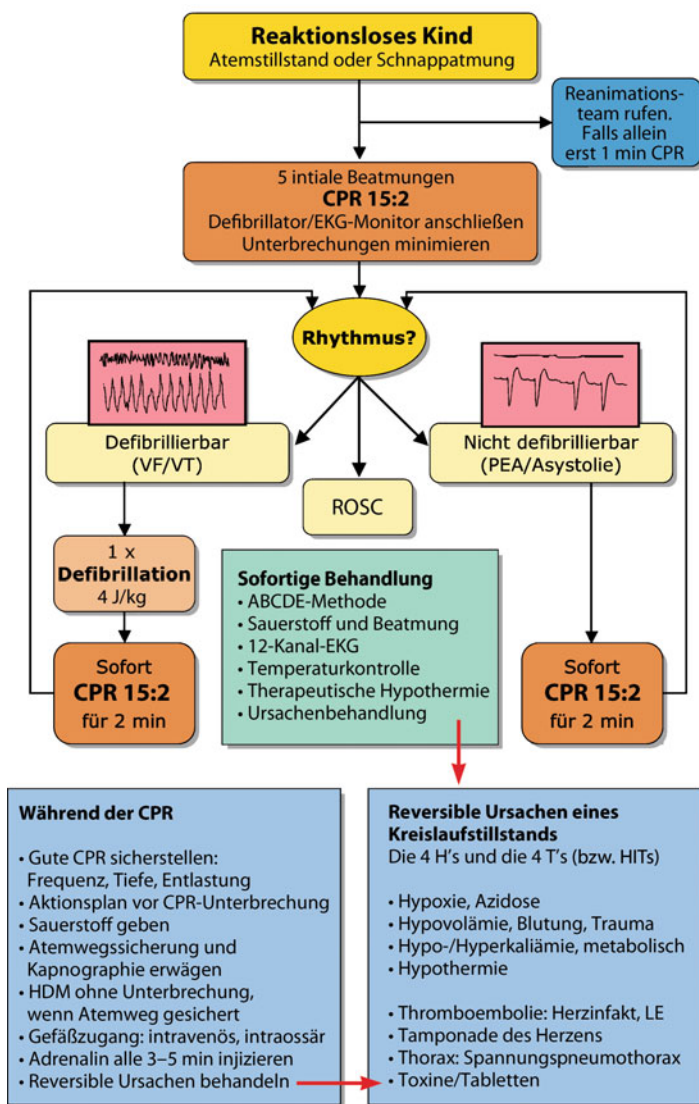 Reaktionsloses Kind
Atemstillstand oder Schnappatmung
Reanimations-
team rufen.
Falls allein
erst 1 min CPR
5 intiale Beatmungen
CPR 15:2
Defibrillator/EKG-Monitor anschließen
Unterbrechungen minimieren
Rhythmus?
Defibrillierbar
(VF/VT)
Nicht defibrillierbar
(PEA/Asystolie)
ROSC
1 x
Defibrillation
4 J/kg
Sofort
CPR 15:2
für 2 min
Sofortige Behandlung
• ABCDE-Methode
• Sauerstoff und Beatmung
• 12-Kanal-EKG
• Temperaturkontrolle
• Therapeutische Hypothermie
• Ursachenbehandlung
Sofort
CPR 15:2
für 2 min
Während der CPR
• Gute CPR sicherstellen:
Frequenz, Tiefe, Entlastung
• Aktionsplan vor CPR-Unterbrechung
• Sauerstoff geben
• Atemwegssicherung und
Kapnographie erwägen
• HDM ohne Unterbrechung,
wenn Atemweg gesichert
• Gefäßzugang: intravenös, intraossär
• Adrenalin alle 3–5 min injizieren
• Reversible Ursachen behandeln
Reversible Ursachen eines
Kreislaufstillstands
Die 4 H's und die 4 T's (bzw. HITs)
• Hypoxie, Azidose
• Hypovolämie, Blutung, Trauma
• Hypo-/Hyperkaliämie, metabolisch
• Hypothermie
• Thromboembolie: Herzinfakt, LE
• Tamponade des Herzens
• Thorax: Spannungspneumothorax
• Toxine/Tabletten